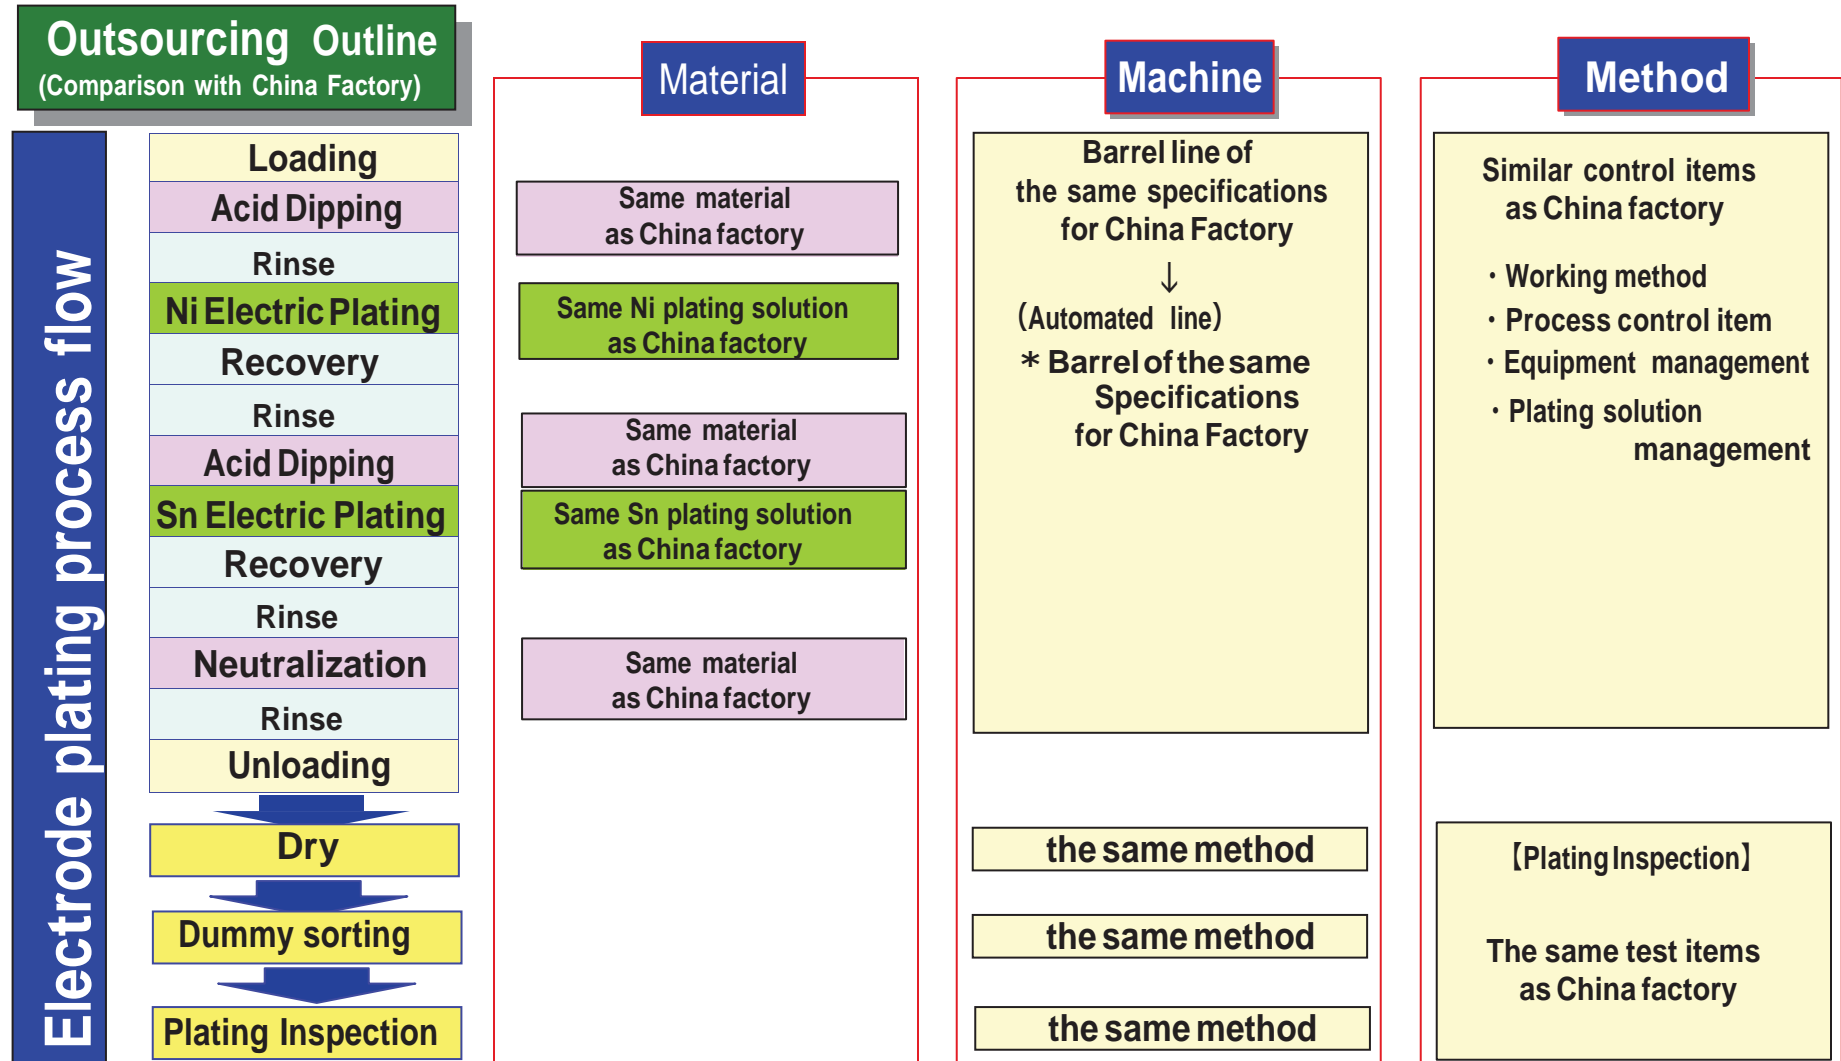 Outsourcing Outline
(Comparison with China Factory)
Electrode plating process flow
Loading
Acid Dipping
Rinse
Ni Electric Plating
Recovery
Rinse
Acid Dipping
Sn Electric Plating
Recovery
Rinse
Neutralization
Rinse
Unloading
Dry
Dummy sorting
Plating Inspection
Material
Same material
as China factory
Same Ni plating solution
as China factory
Same material
as China factory
Same Sn plating solution
as China factory
Same material
as China factory
Machine
Barrel line of
the same specifications
for China Factory
↓
(Automated line)
* Barrel of the same
Specifications
for China Factory
the same method
the same method
the same method
Method
Similar control items
as China factory
・Working method
・Process control item
・Equipment management
・Plating solution
management
【Plating Inspection】
The same test items
as China factory